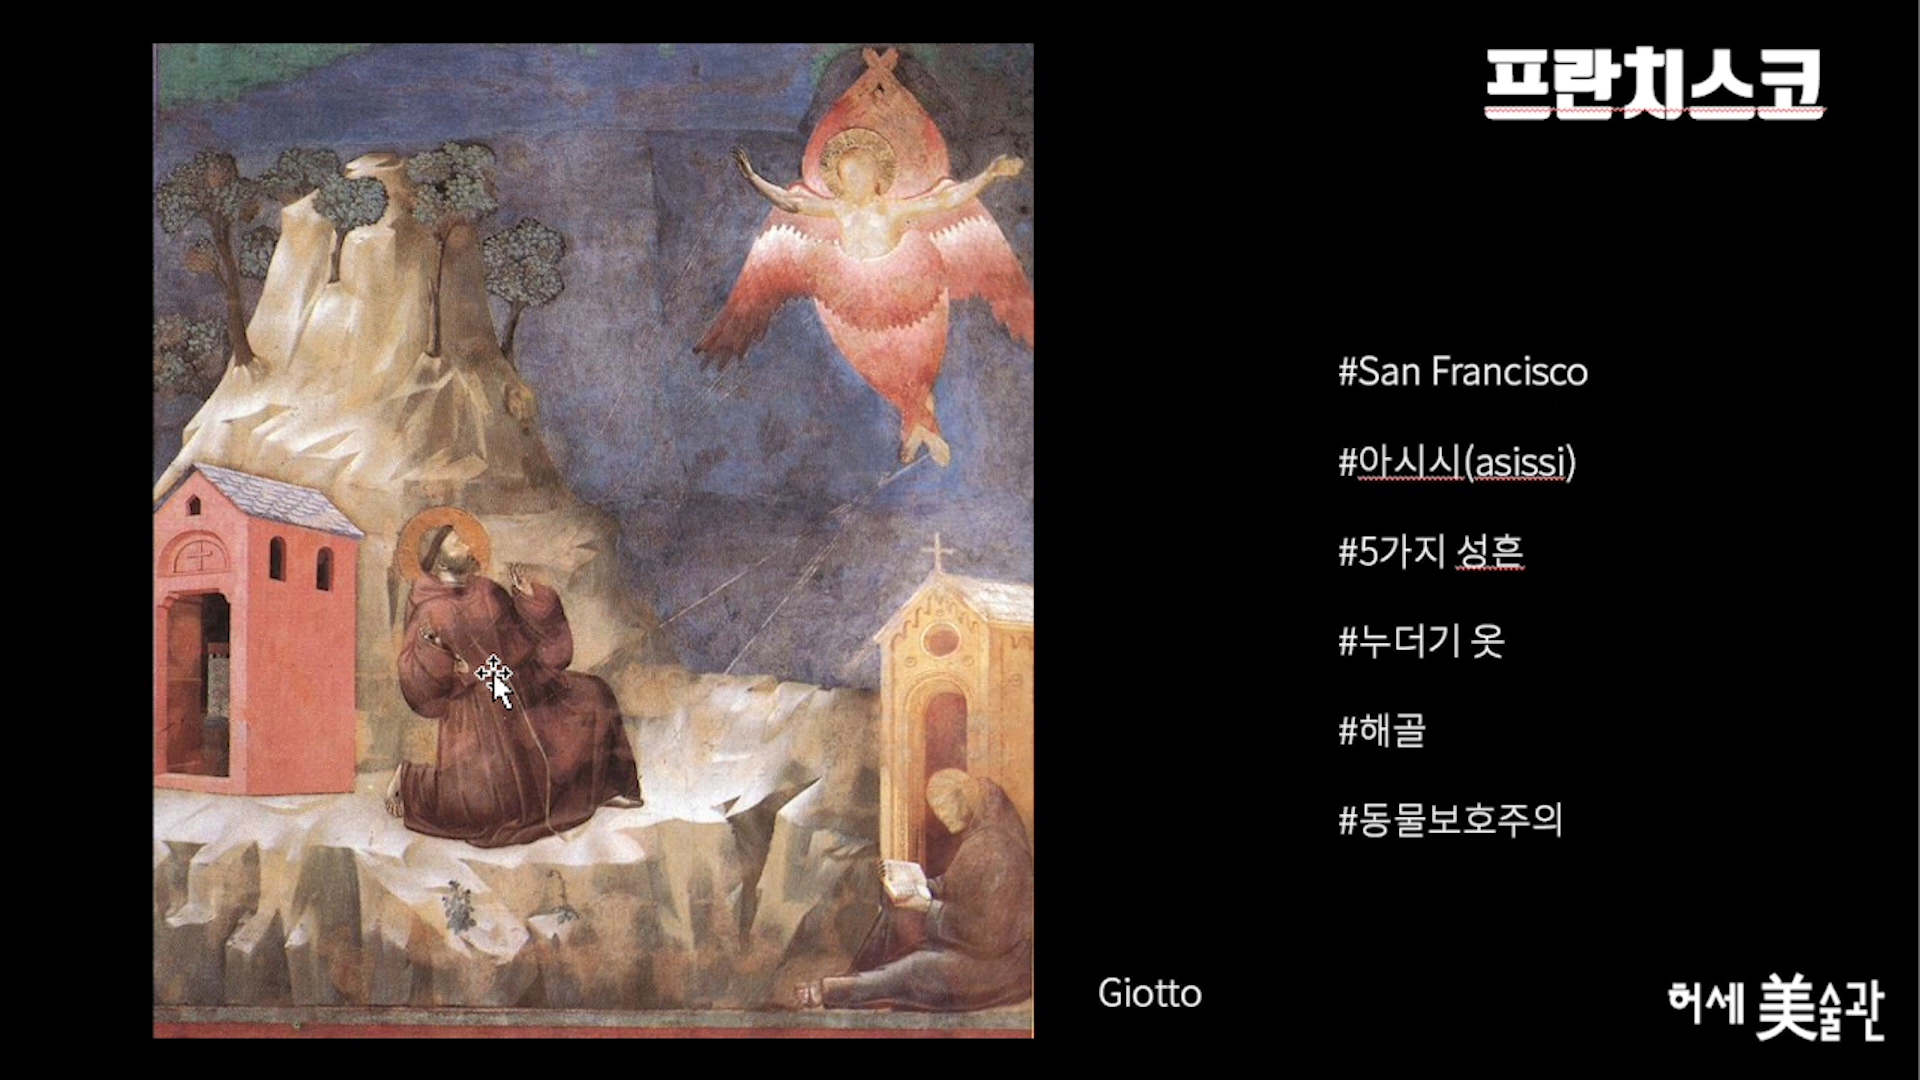 프란치스코
#San Francisco
#아시시(asissi)
#5가지 성흔
#누더기 옷
#해골
#동물보호주의
Giotto
허세 美술관